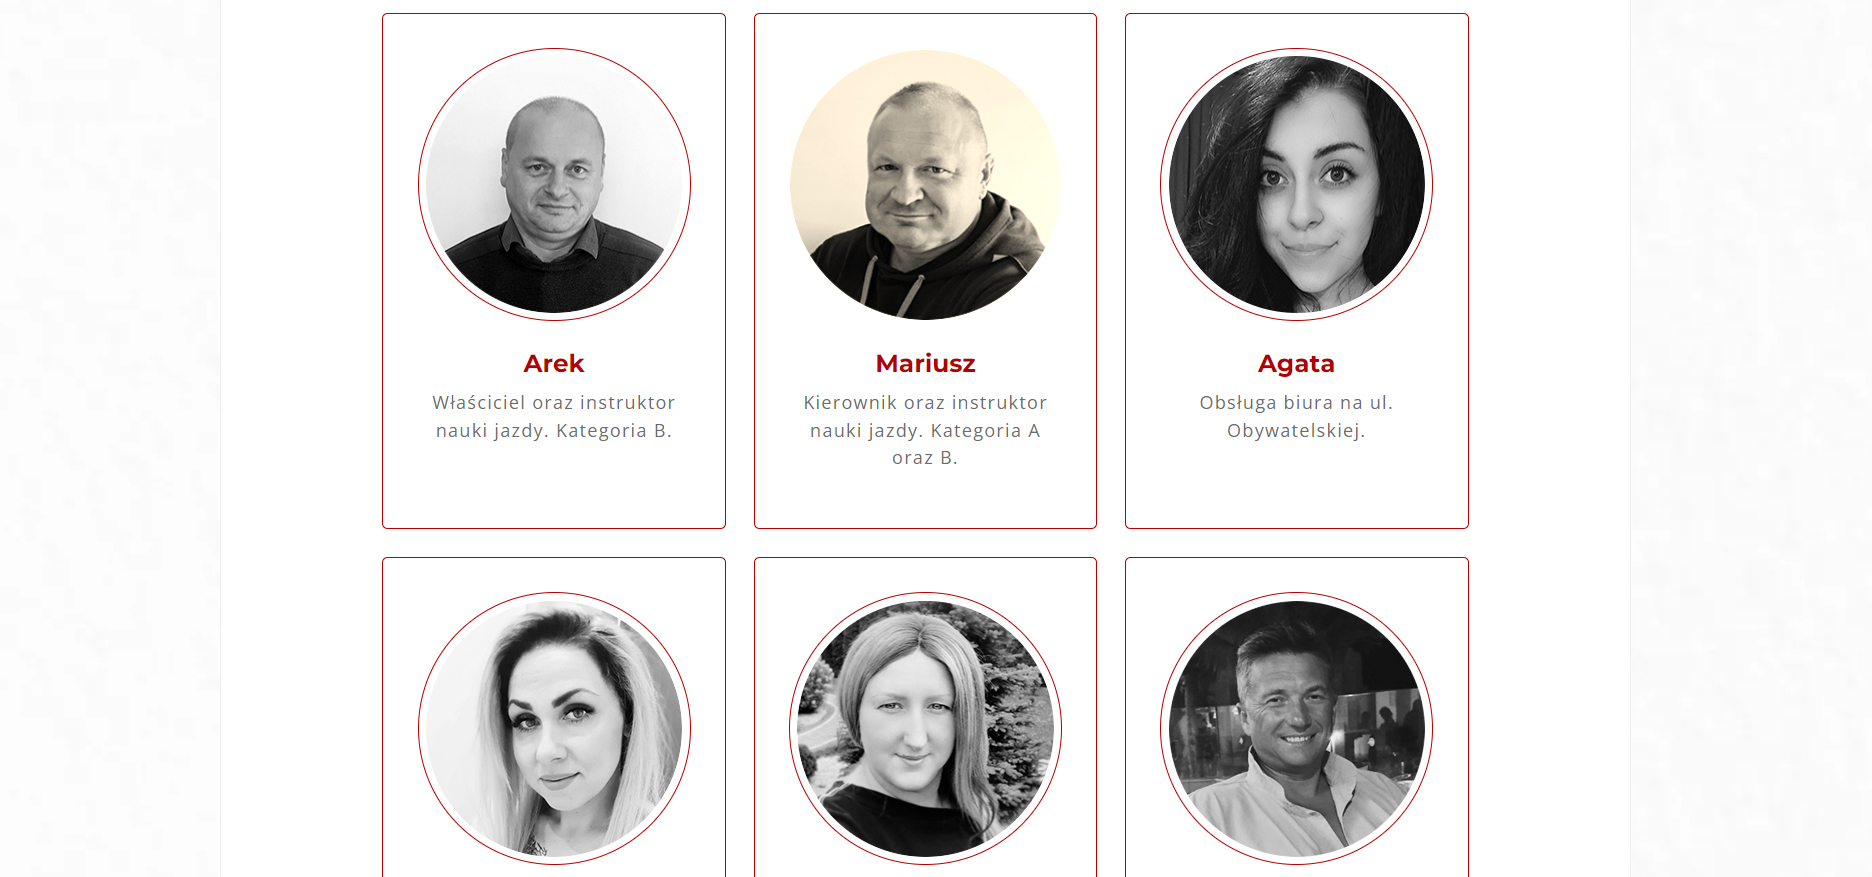 Arek
Właściciel oraz instruktor
nauki jazdy. Kategoria B.
Mariusz
Kierownik oraz instruktor
nauki jazdy. Kategoria A
oraz B.
Agata
Obsługa biura na ul.
Obywatelskiej.